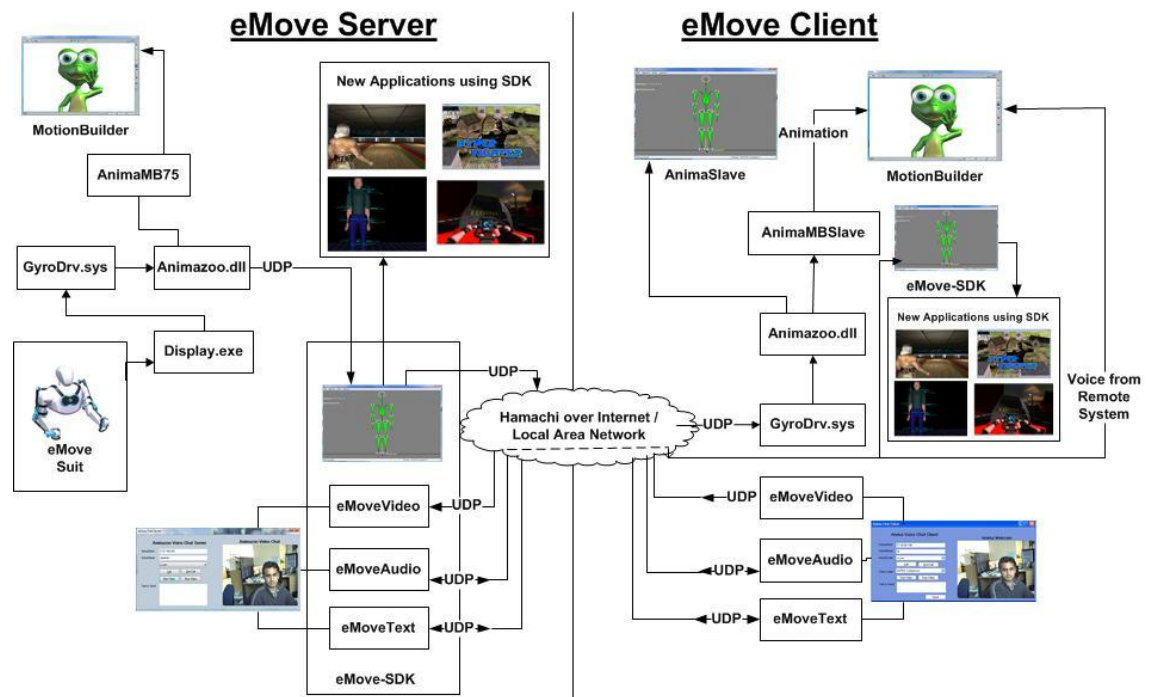 eMove Server
MotionBuilder
New Applications using SDK
AnimaMB75
GyroDrv.sys
Animazoo.dll
UDP
Display.exe
eMove
Suit
eMoveVideo
UDP
eMoveAudio
UDP
eMoveText
UDP
eMove-SDK
UDP
Hamachi over Internet /
Local Area Network
eMove Client
AnimaSlave
Animation
MotionBuilder
AnimaMBSlave
eMove-SDK
New Applications using SDK
Animazoo.dll
UDP
GyroDrv.sys
Voice from
Remote
System
UDP
eMoveVideo
UDP
eMoveAudio
UDP
eMoveText